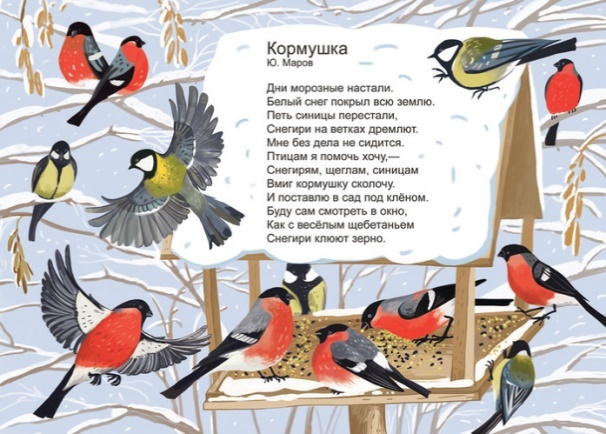 Кормушка
Ю. Маров
Дни морозные настали.
Белый снег покрыл всю землю.
Петь синицы перестали,
Снегири на ветках дремлют.
Мне без дела не сидится.
Птицам я помочь хочу,—
Снегирям, щеглам, синицам
Вмиг кормушку сколочу.
И поставлю в сад под клёном.
Буду сам смотреть в окно,
Как с весёлым щебетаньем
Снегири клюют зерно.